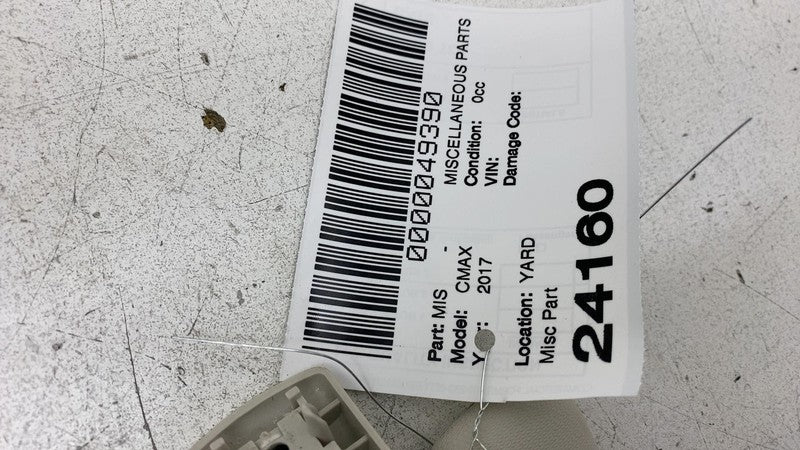 0000049390
Part: MIS - MISCELLANEOUS PARTS
Model: CMAX Condition: 0cc
2017 VIN:
Damage Code:
Location: YARD
Misc Part
24160